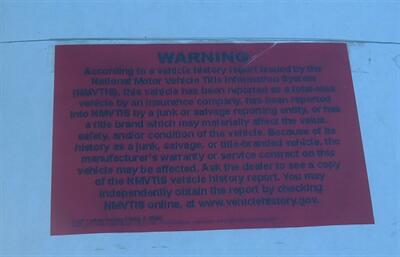 WARNING
According to a vehicle history report issued by the
National Motor Vehicle Title Information System
(NMVTIS), this vehicle has been reported as a total-loss
vehicle by an insurance company, has been reported
into NMVTIS by a junk or salvage reporting entity, or has
a title brand which may materially affect the value,
safety, and/or condition of the vehicle. Because of its
history as a junk, salvage, or title-branded vehicle, the
manufacturer's warranty or service contract on this
vehicle may be affected. Ask the dealer to see a copy
of the NMVTIS vehicle history report. You may
independently obtain the report by checking
NMVTIS online, at www.vehiclehistory.gov.